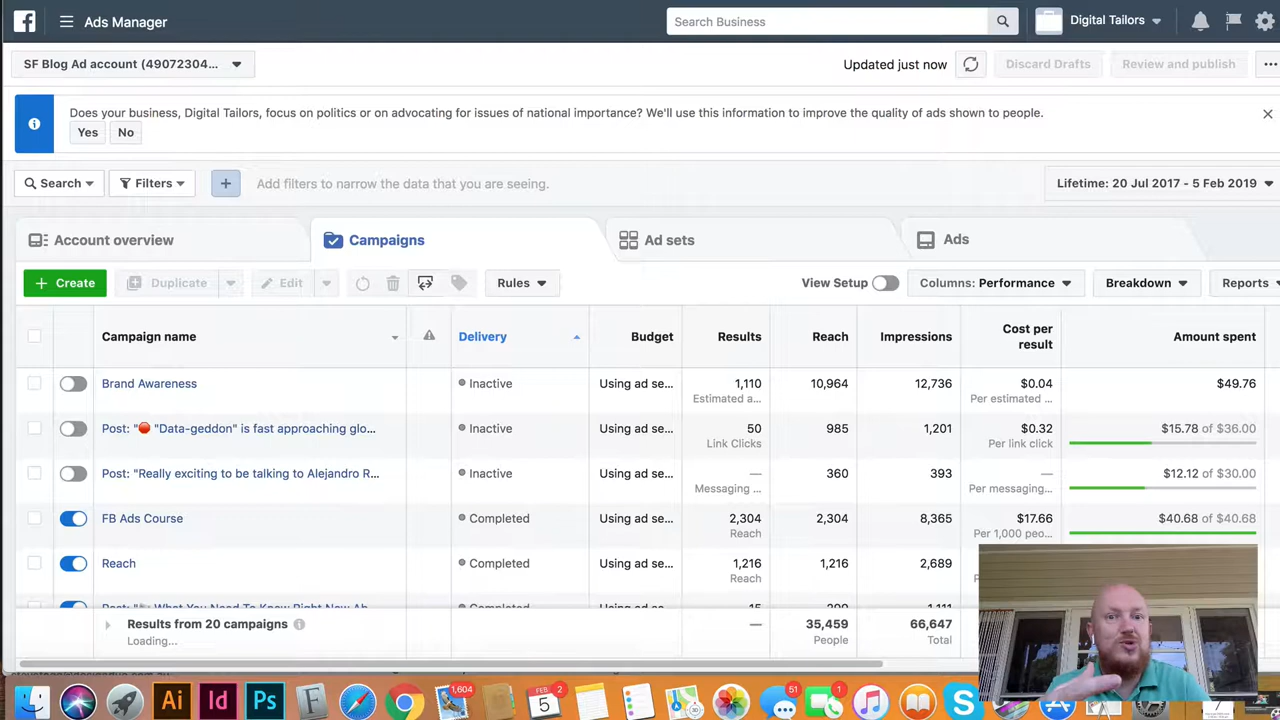 Ads Manager
Search Business
Digital Tailors
SF Blog Ad account (49072304...
Updated just now
Discard Drafts
Review and publish
Does your business, Digital Tailors, focus on politics or on advocating for issues of national importance? We'll use this information to improve the quality of ads shown to people.
Yes No
Search
Filters
Add filters to narrow the data that you are seeing.
Lifetime: 20 Jul 2017 - 5 Feb 2019
Account overview
Campaigns
Ad sets
Ads
+ Create
Duplicate
Edit
Rules
View Setup
Columns: Performance
Breakdown
Reports
Campaign name Delivery Budget Results Reach Impressions Cost per result Amount spent
Brand Awareness Inactive Using ad se... 1,110 10,964 12,736 $0.04 $49.76
Estimated a... Per estimated ...
Post: "🔴 "Data-geddon" is fast approaching glo... Inactive Using ad se... 50 985 1,201 $0.32 $15.78 of $36.00
Link Clicks Per link click
Post: "Really exciting to be talking to Alejandro R... Inactive Using ad se... — 360 393 — $12.12 of $30.00
Messaging ... Per messaging...
FB Ads Course Completed Using ad se... 2,304 2,304 8,365 $17.66 $40.68 of $40.68
Reach Per 1,000 peo...
Reach Completed Using ad se... 1,216 1,216 2,689
Reach
Results from 20 campaigns — 35,459 66,647
Loading... People Total
1,604
FEB
5
2
51
1
Ai Id Ps